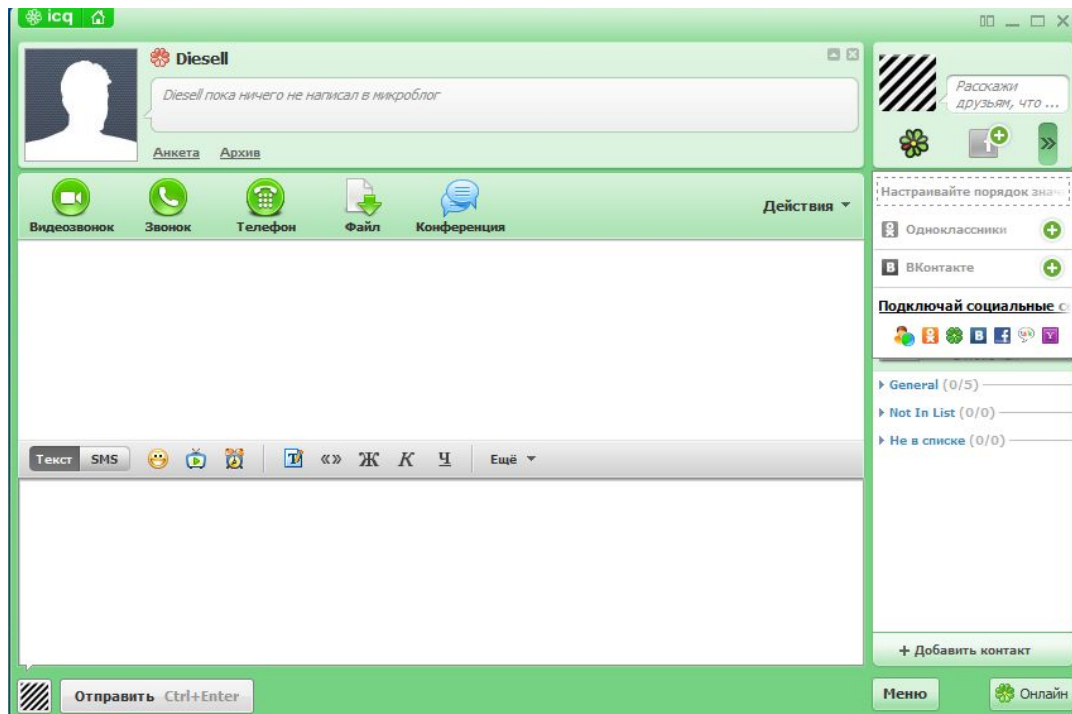 icq
Diesell
Diesell пока ничего не написал в микроблог
Анкета Архив
Расскажи
друзьям, что ...
Видеозвонок Звонок Телефон Файл Конференция Действия
Настраивайте порядок
Одноклассники
ВКонтакте
Подключай социальные
General (0/5)
Not In List (0/0)
Не в списке (0/0)
Текст SMS «» Ж К Ч Ещё
+ Добавить контакт
Отправить Ctrl+Enter
Меню Онлайн